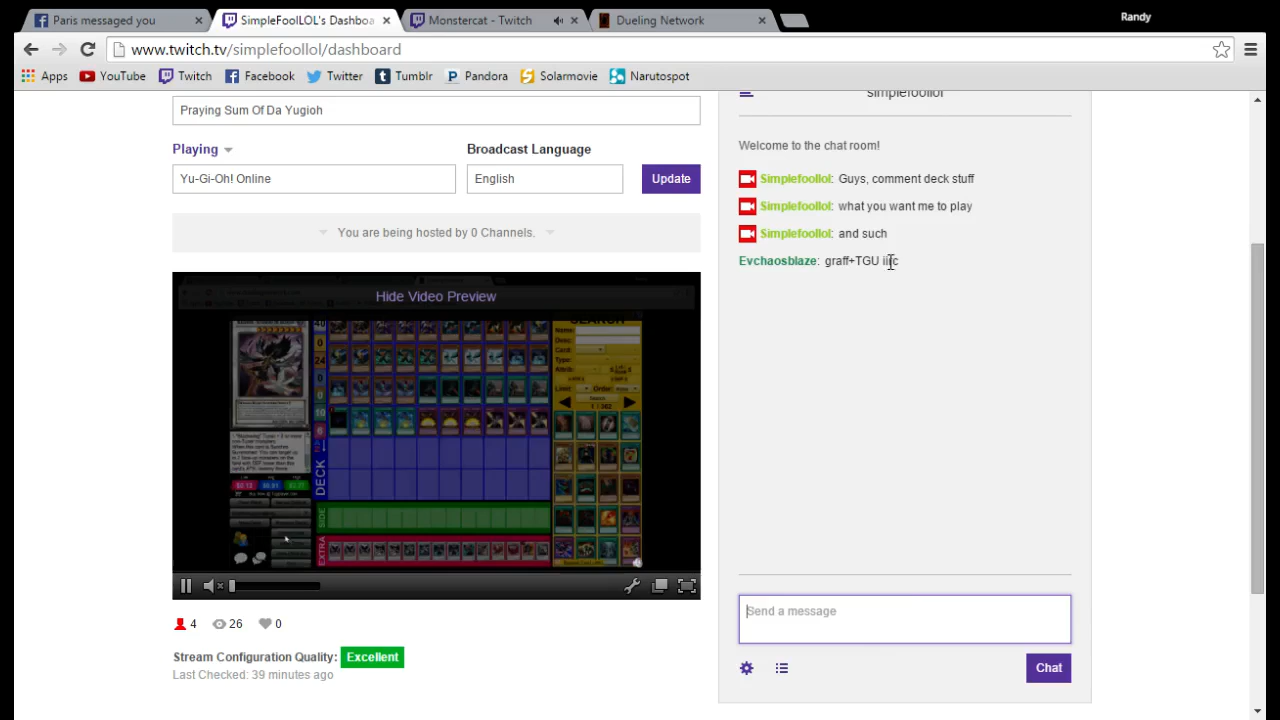 Randy
Paris messaged you
SimpleFoolLOL's Dashboa
Monstercat - Twitch
Dueling Network
www.twitch.tv/simplefoollol/dashboard
Apps YouTube Twitch Facebook Twitter Tumblr Pandora Solarmovie Narutospot
simplefoollol
Praying Sum Of Da Yugioh
Playing
Broadcast Language
Yu-Gi-Oh! Online
English
Update
You are being hosted by 0 Channels.
Hide Video Preview
SEARCH
DECK
SIDE
EXTRA
4 26 0
Stream Configuration Quality: Excellent
Last Checked: 39 minutes ago
Welcome to the chat room!
Simplefoollol: Guys, comment deck stuff
Simplefoollol: what you want me to play
Simplefoollol: and such
Evchaosblaze: graff+TGU
Send a message
Chat